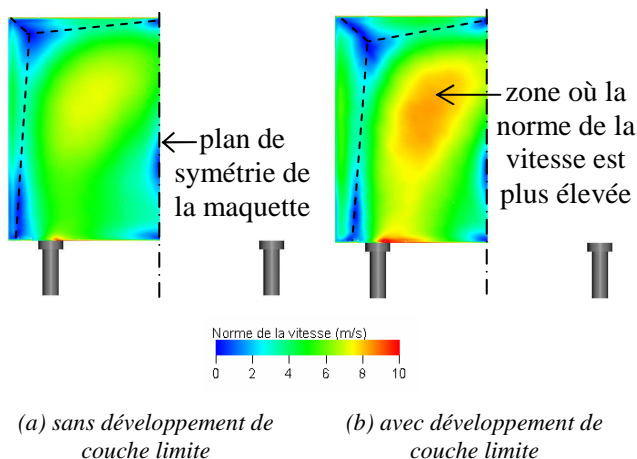 plan de
symétrie de
la maquette
zone où la
norme de la
vitesse est
plus élevée
Norme de la vitesse (m/s)
0 2 4 6 8 10
(a) sans développement de
couche limite
(b) avec développement de
couche limite